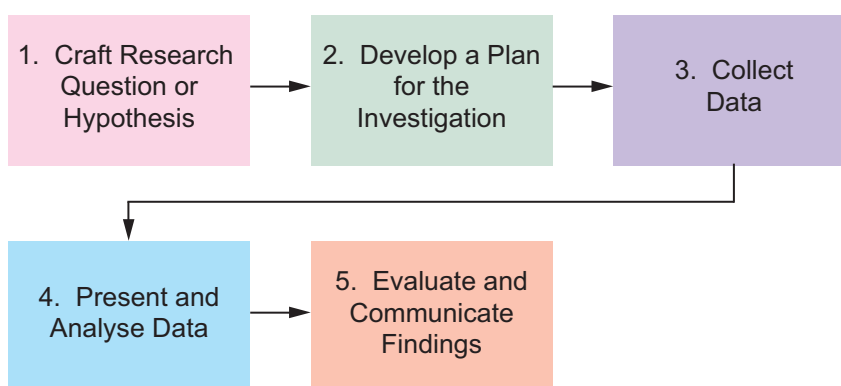 1. Craft Research
Question or
Hypothesis
2. Develop a Plan
for the
Investigation
3. Collect
Data
4. Present and
Analyse Data
5. Evaluate and
Communicate
Findings